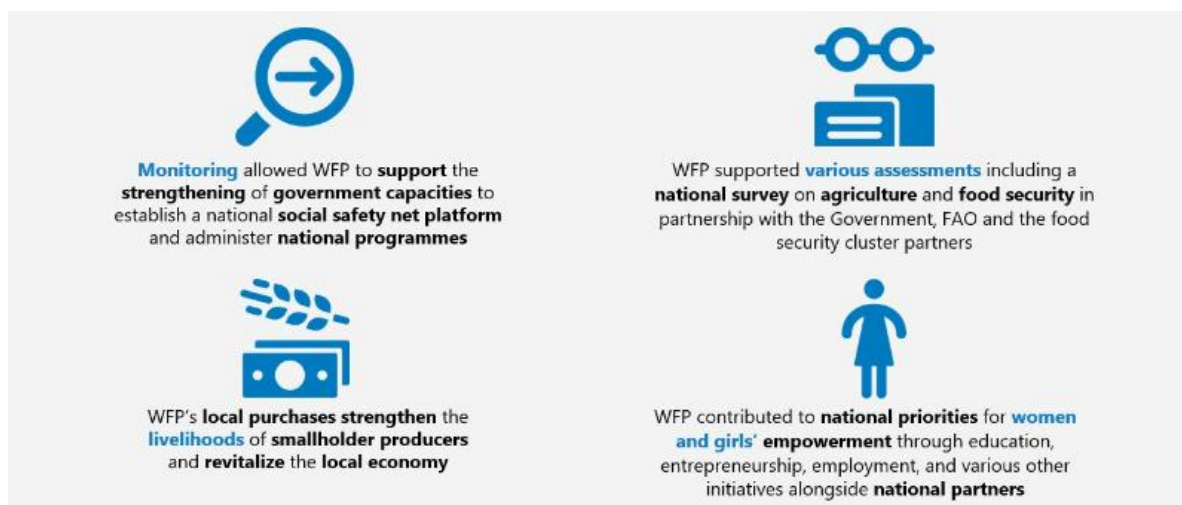 Monitoring allowed WFP to support the
strengthening of government capacities to
establish a national social safety net platform
and administer national programmes
WFP supported various assessments including a
national survey on agriculture and food security in
partnership with the Government, FAO and the food
security cluster partners
WFP's local purchases strengthen the
livelihoods of smallholder producers
and revitalize the local economy
WFP contributed to national priorities for women
and girls' empowerment through education,
entrepreneurship, employment, and various other
initiatives alongside national partners